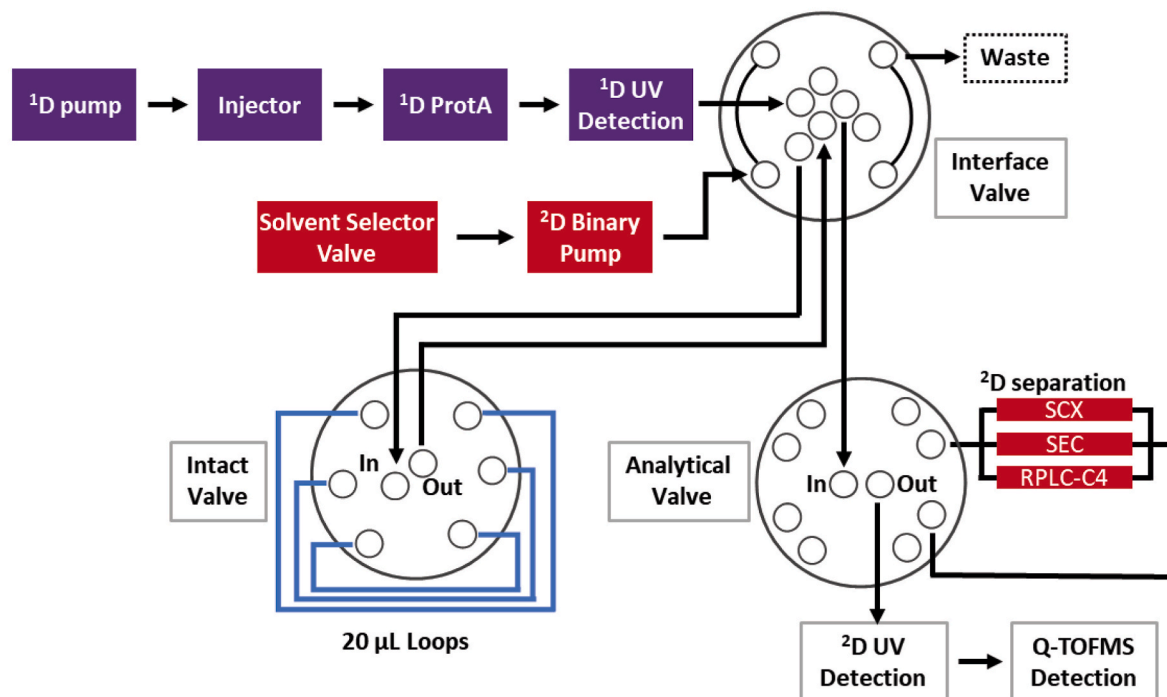 ¹D pump
Injector
¹D ProtA
¹D UV
Detection
Waste
Interface
Valve
Solvent Selector
Valve
²D Binary
Pump
Intact
Valve
In
Out
20 µL Loops
Analytical
Valve
In
Out
²D separation
SCX
SEC
RPLC-C4
²D UV
Detection
Q-TOFMS
Detection